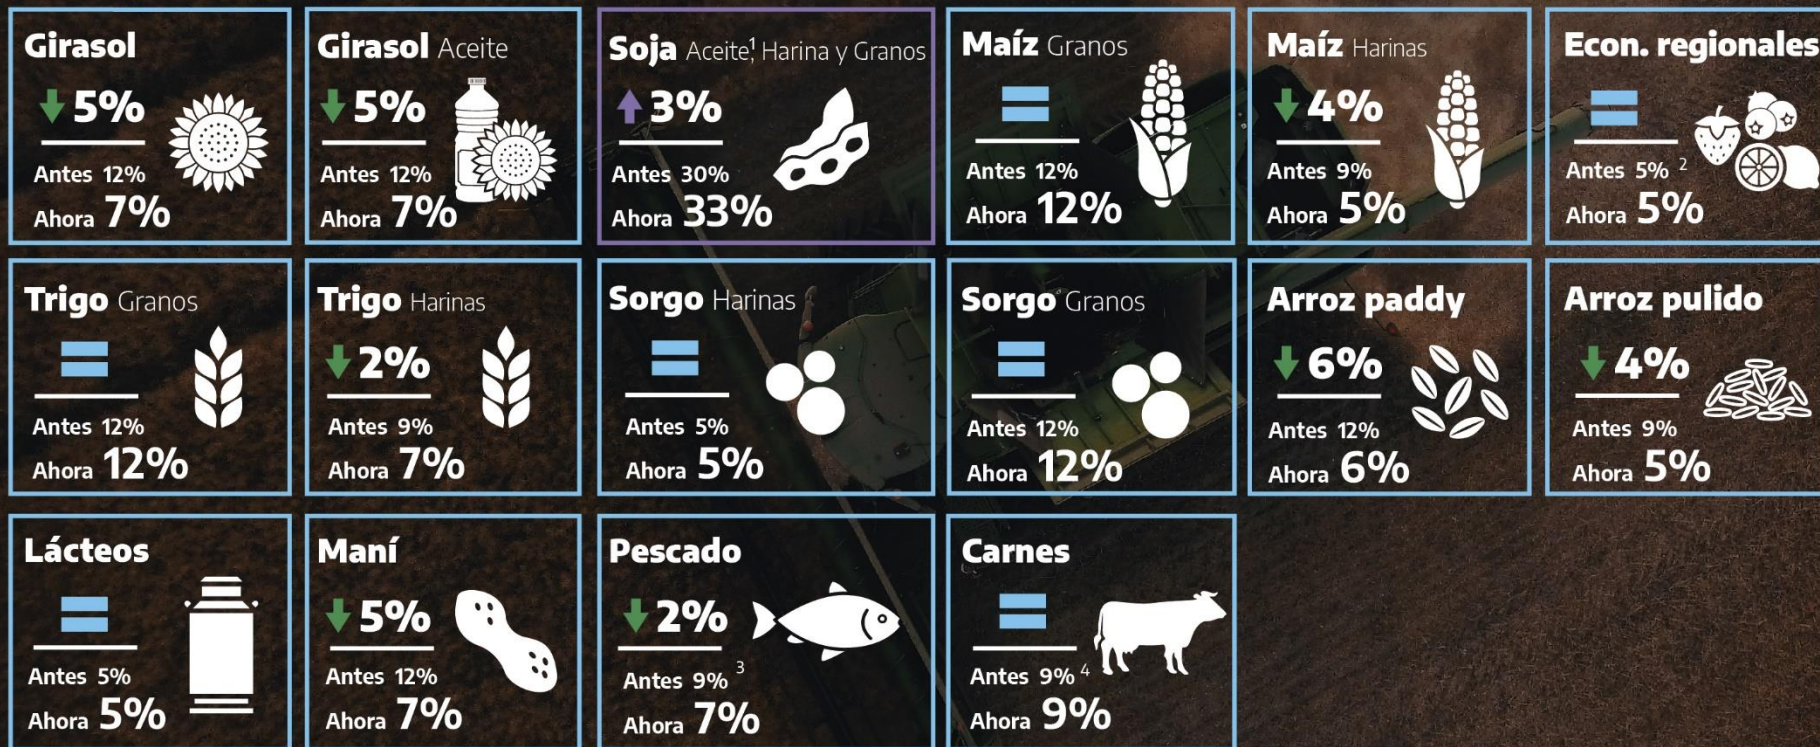 Girasol
5%
Antes 12%
Ahora 7%
Girasol Aceite
5%
Antes 12%
Ahora 7%
Soja Aceite¹, Harina y Granos
3%
Antes 30%
Ahora 33%
Maíz Granos
=
Antes 12%
Ahora 12%
Maíz Harinas
4%
Antes 9%
Ahora 5%
Econ. regionales
=
Antes 5% ²
Ahora 5%
Trigo Granos
=
Antes 12%
Ahora 12%
Trigo Harinas
2%
Antes 9%
Ahora 7%
Sorgo Harinas
=
Antes 5%
Ahora 5%
Sorgo Granos
=
Antes 12%
Ahora 12%
Arroz paddy
6%
Antes 12%
Ahora 6%
Arroz pulido
4%
Antes 9%
Ahora 5%
Lácteos
=
Antes 5%
Ahora 5%
Maní
5%
Antes 12%
Ahora 7%
Pescado
2%
Antes 9% ³
Ahora 7%
Carnes
=
Antes 9% ⁴
Ahora 9%